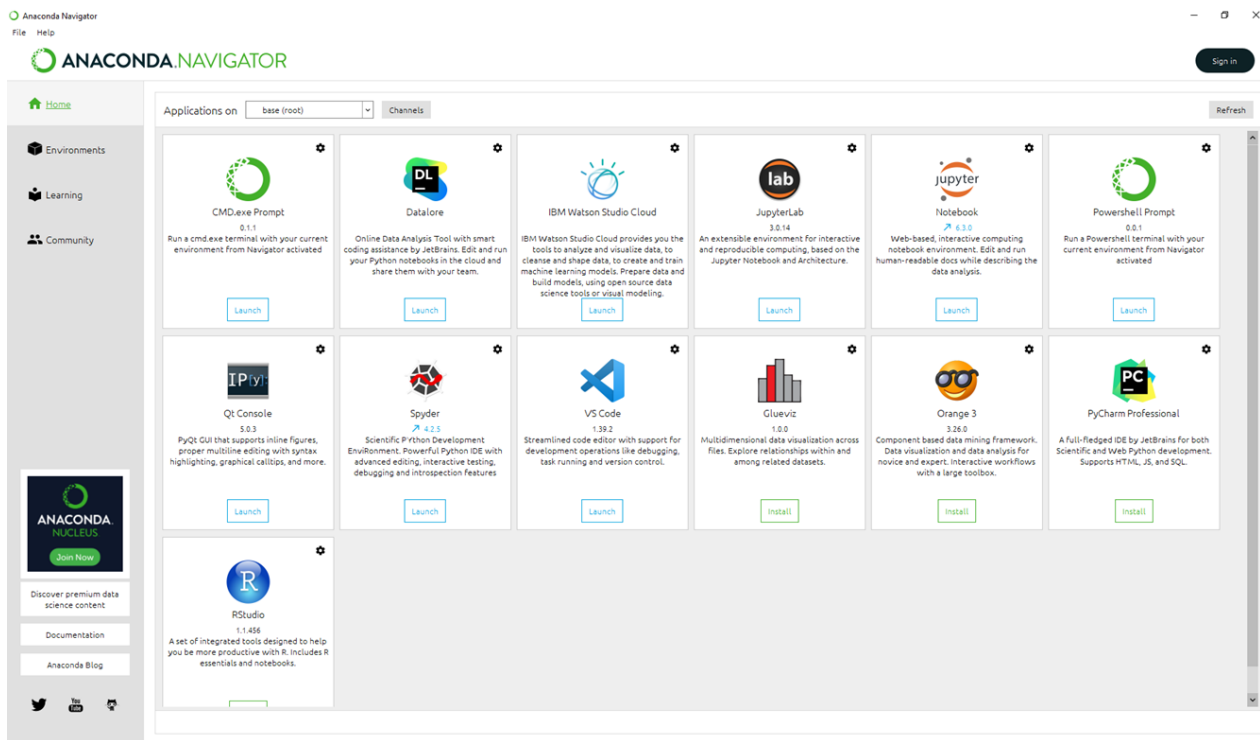 Anaconda Navigator
File Help
ANACONDA.NAVIGATOR
Sign in
Home
Environments
Learning
Community
ANACONDA.
NUCLEUS
Join Now
Discover premium data
science content
Documentation
Anaconda Blog
You
Tube
Applications on base (root) Channels Refresh
CMD.exe Prompt
0.1.1
Run a cmd.exe terminal with your current
environment from Navigator activated
Launch
DL
Datalore
Online Data Analysis Tool with smart
coding assistance by JetBrains. Edit and run
your Python notebooks in the cloud and
share them with your team.
Launch
IBM Watson Studio Cloud
IBM Watson Studio Cloud provides you the
tools to analyze and visualize data, to
cleanse and shape data, to create and train
machine learning models. Prepare data and
build models, using open source data
science tools or visual modeling.
Launch
lab
JupyterLab
3.0.14
An extensible environment for interactive
and reproducible computing, based on the
Jupyter Notebook and Architecture.
Launch
jupyter
Notebook
6.3.0
Web-based, interactive computing
notebook environment. Edit and run
human-readable docs while describing the
data analysis.
Launch
Powershell Prompt
0.0.1
Run a Powershell terminal with your
current environment from Navigator
activated
Launch
IP[y]:
Qt Console
5.0.3
PyQt GUI that supports inline figures,
proper multiline editing with syntax
highlighting, graphical calltips, and more.
Launch
Spyder
4.2.5
Scientific Python Development
EnviRonment. Powerful Python IDE with
advanced editing, interactive testing,
debugging and introspection features
Launch
VS Code
1.39.2
Streamlined code editor with support for
development operations like debugging,
task running and version control.
Launch
Glueviz
1.0.0
Multidimensional data visualization across
files. Explore relationships within and
among related datasets.
Install
Orange 3
3.26.0
Component based data mining framework.
Data visualization and data analysis for
novice and expert. Interactive workflows
with a large toolbox.
Install
PC
PyCharm Professional
A full-fledged IDE by JetBrains for both
Scientific and Web Python development.
Supports HTML, JS, and SQL.
Install
R
RStudio
1.1.456
A set of integrated tools designed to help
you be more productive with R. Includes R
essentials and notebooks.